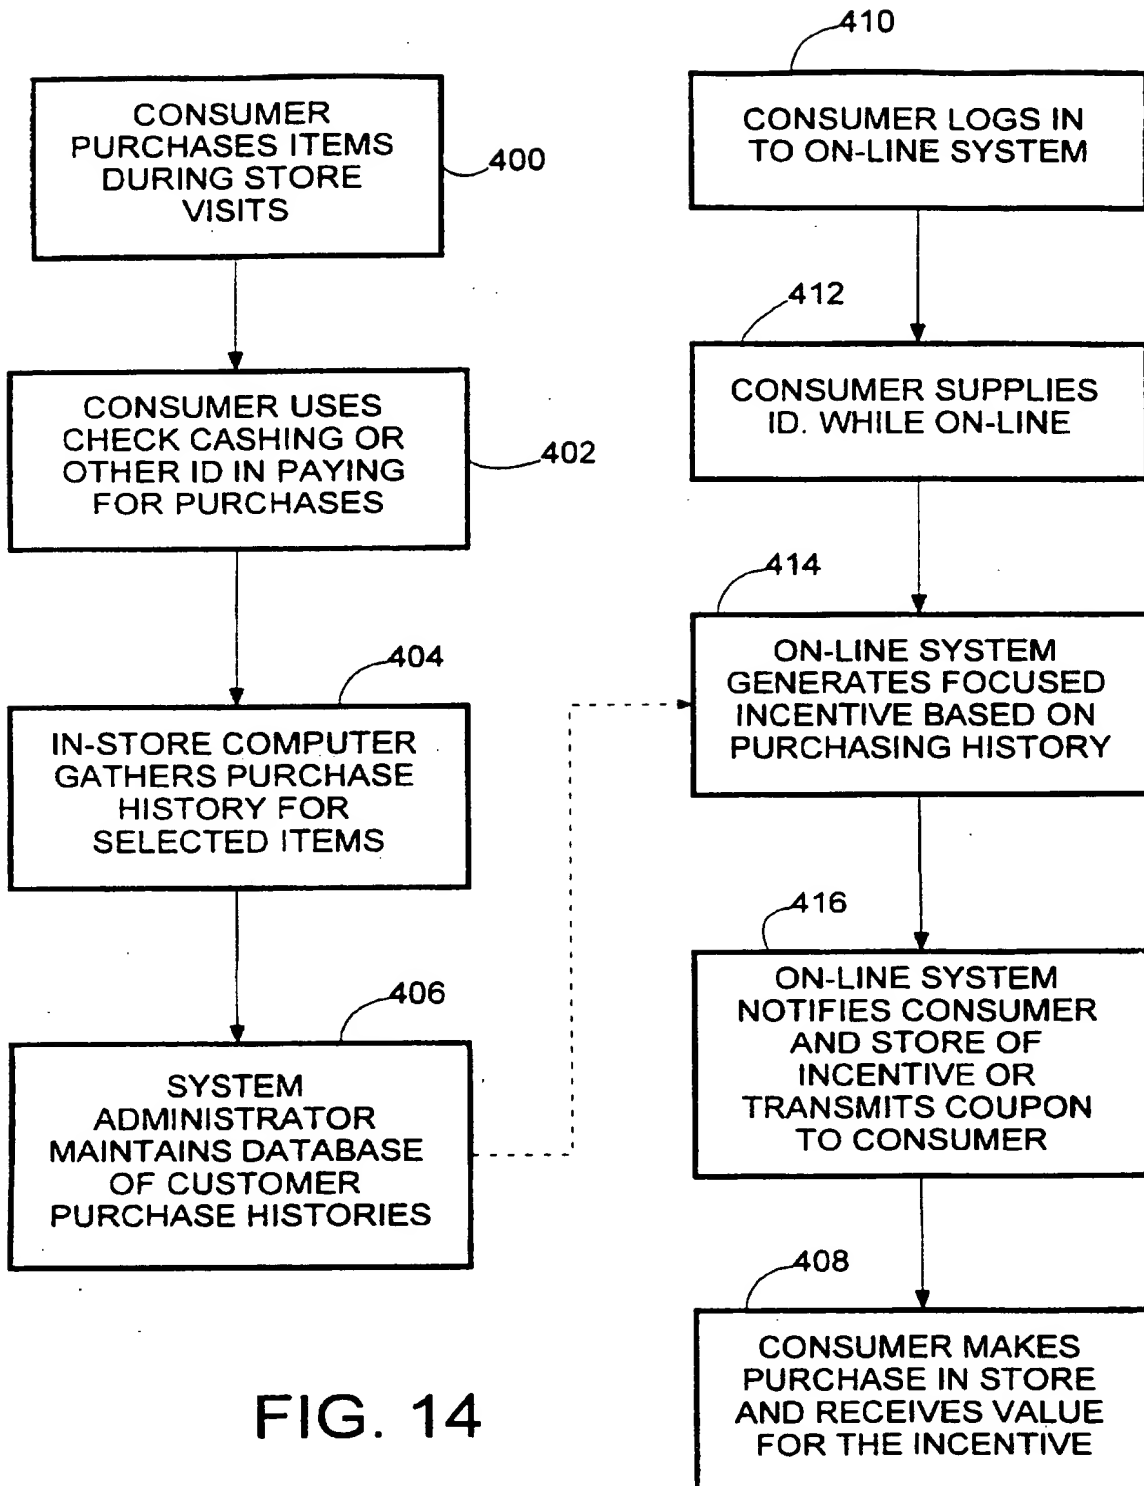 CONSUMER
PURCHASES ITEMS
DURING STORE
VISITS
400
CONSUMER USES
CHECK CASHING OR
OTHER ID IN PAYING
FOR PURCHASES
402
404
IN-STORE COMPUTER
GATHERS PURCHASE
HISTORY FOR
SELECTED ITEMS
406
SYSTEM
ADMINISTRATOR
MAINTAINS DATABASE
OF CUSTOMER
PURCHASE HISTORIES
410
CONSUMER LOGS IN
TO ON-LINE SYSTEM
412
CONSUMER SUPPLIES
ID. WHILE ON-LINE
414
ON-LINE SYSTEM
GENERATES FOCUSED
INCENTIVE BASED ON
PURCHASING HISTORY
416
ON-LINE SYSTEM
NOTIFIES CONSUMER
AND STORE OF
INCENTIVE OR
TRANSMITS COUPON
TO CONSUMER
408
CONSUMER MAKES
PURCHASE IN STORE
AND RECEIVES VALUE
FOR THE INCENTIVE
FIG. 14